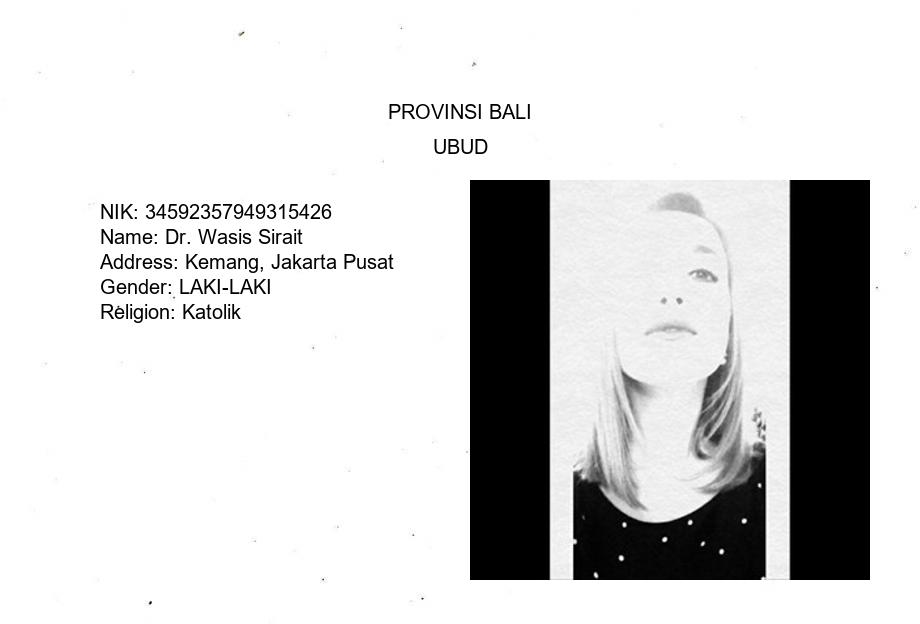 PROVINSI BALI
UBUD
NIK: 34592357949315426
Name: Dr. Wasis Sirait
Address: Kemang, Jakarta Pusat
Gender: LAKI-LAKI
Religion: Katolik